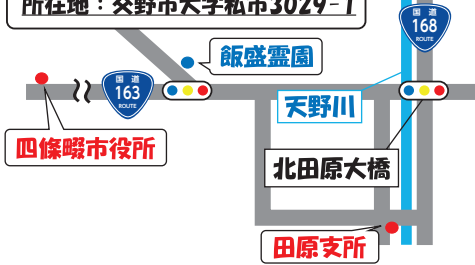 所在地：交野市大字私市3029-1
国道
168
ROUTE
飯盛霊園
国道
163
ROUTE
天野川
四條畷市役所
北田原大橋
田原支所